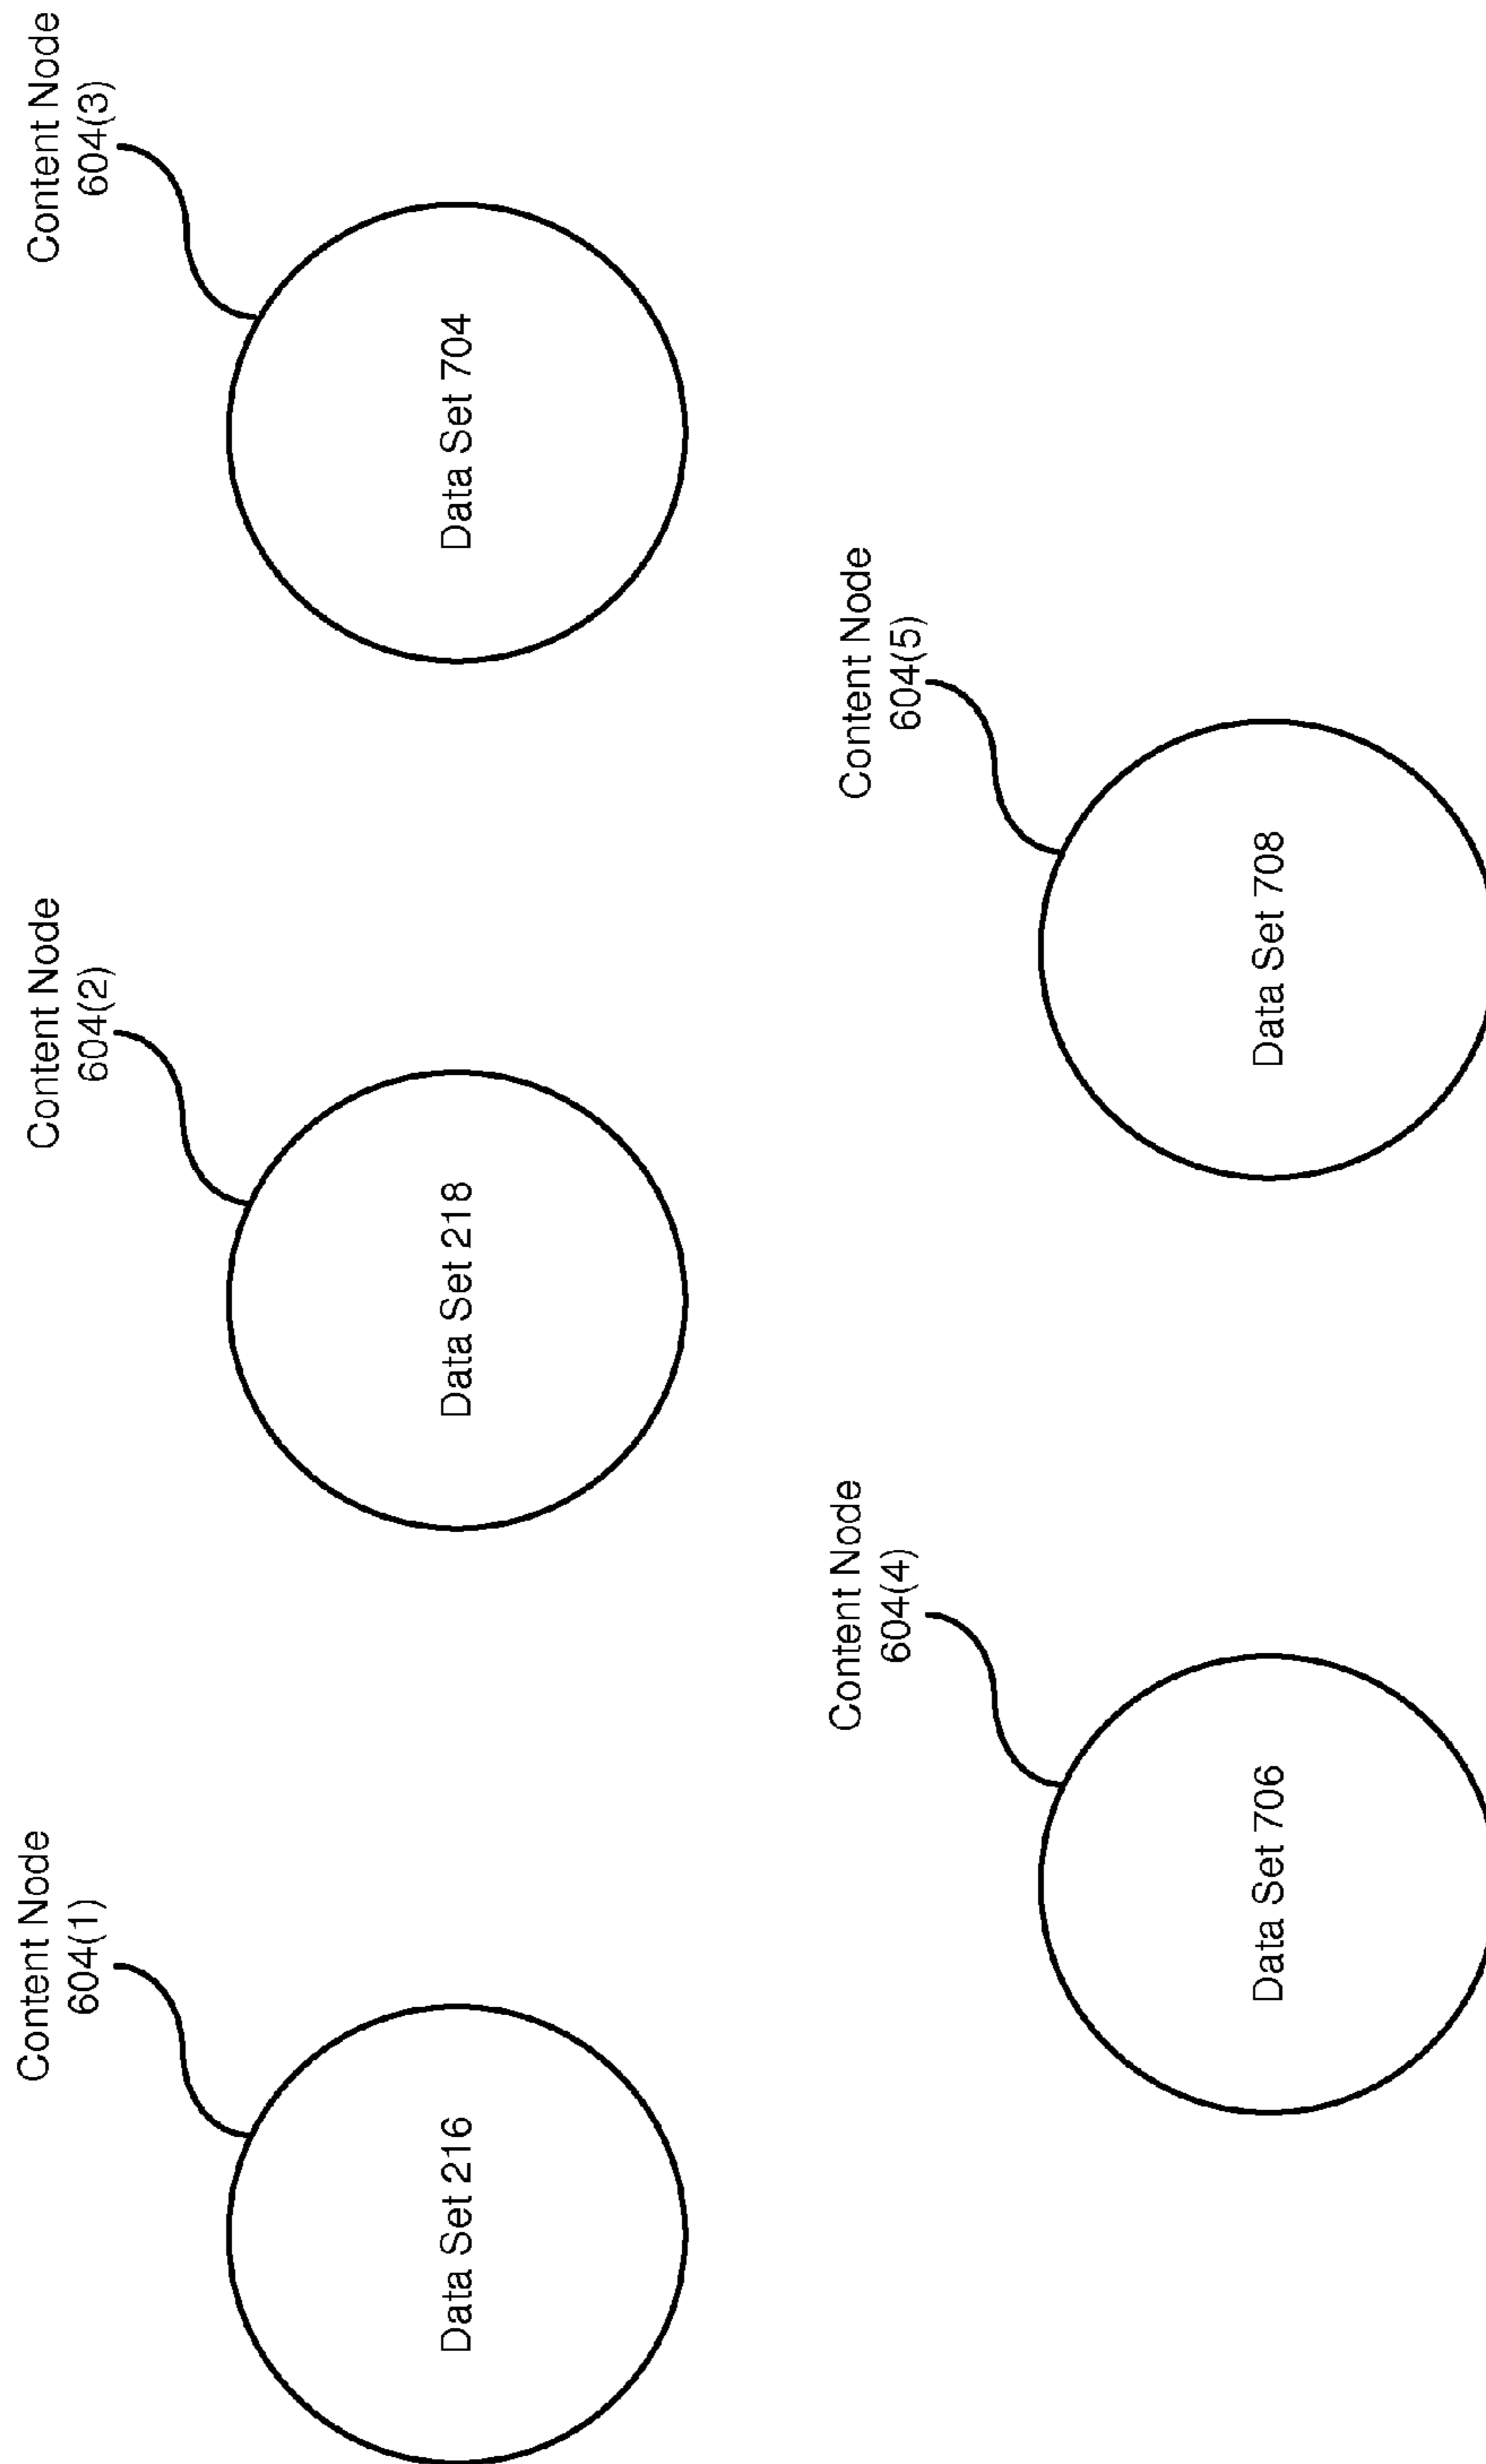 Content Node
604(1)
Data Set 216
Content Node
604(2)
Data Set 218
Content Node
604(3)
Data Set 704
Content Node
604(4)
Data Set 706
Content Node
604(5)
Data Set 708